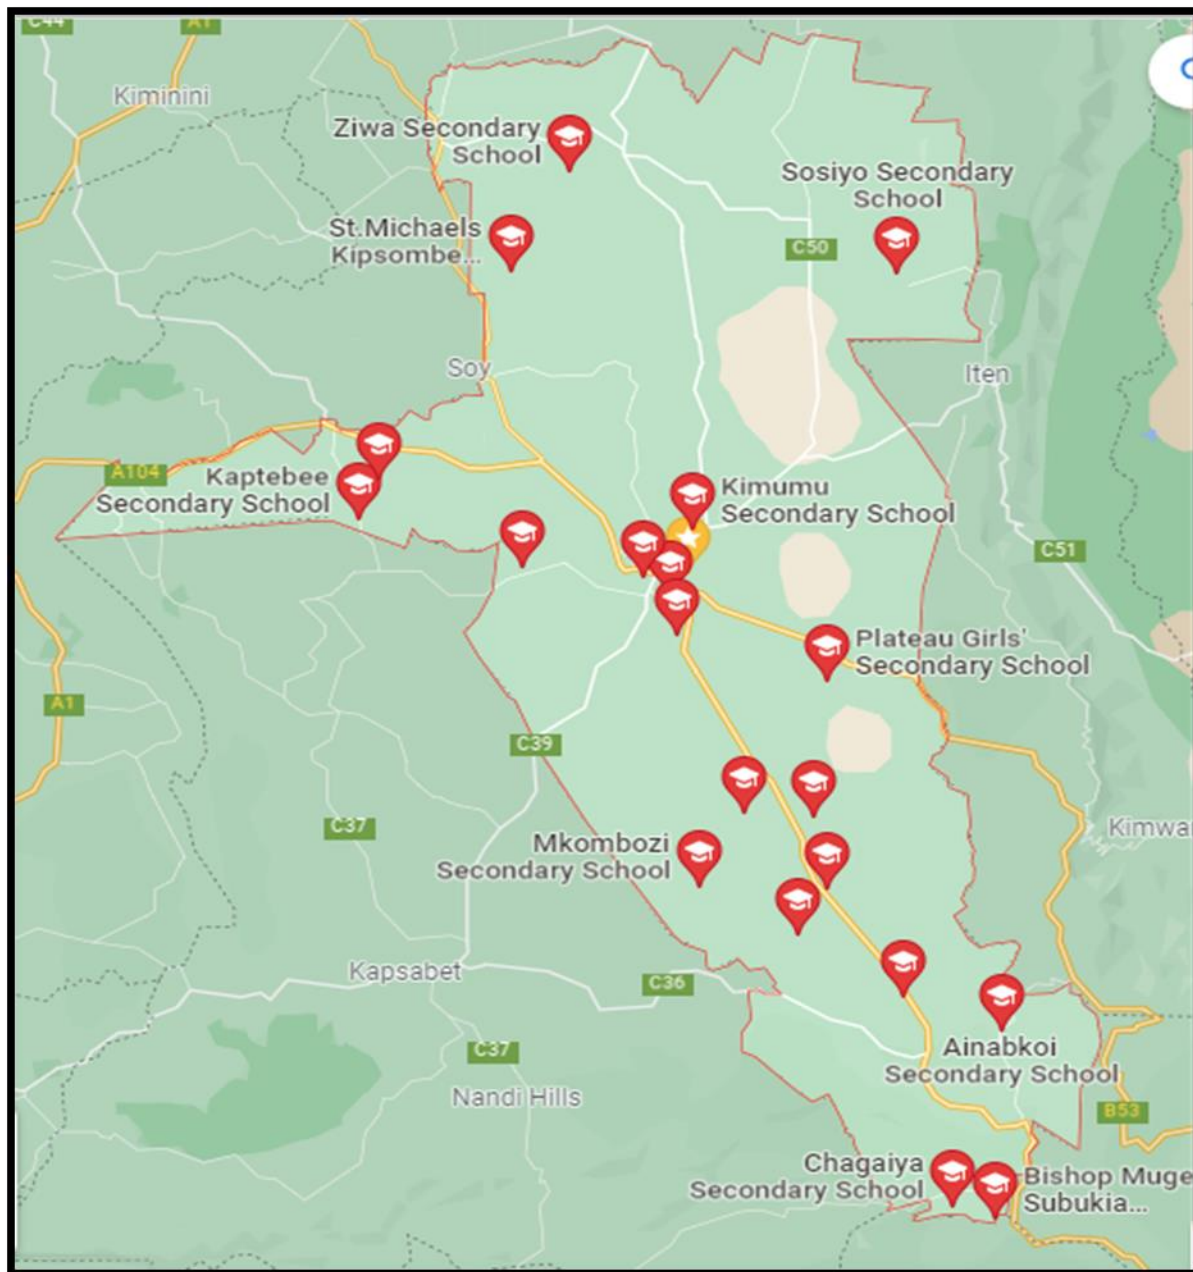 C44
A1
Kiminini
Ziwa Secondary
School
Sosiyo Secondary
School
St.Michaels
Kipsombe...
C50
Soy
Iten
A104
Kaptebee
Secondary School
Kimumu
Secondary School
C51
Plateau Girls'
Secondary School
A1
C39
C37
Kimwa
Mkombozi
Secondary School
Kapsabet
C36
C37
Ainabkoi
Secondary School
Nandi Hills
B53
Chagaiya
Secondary School
Bishop Muge
Subukia...